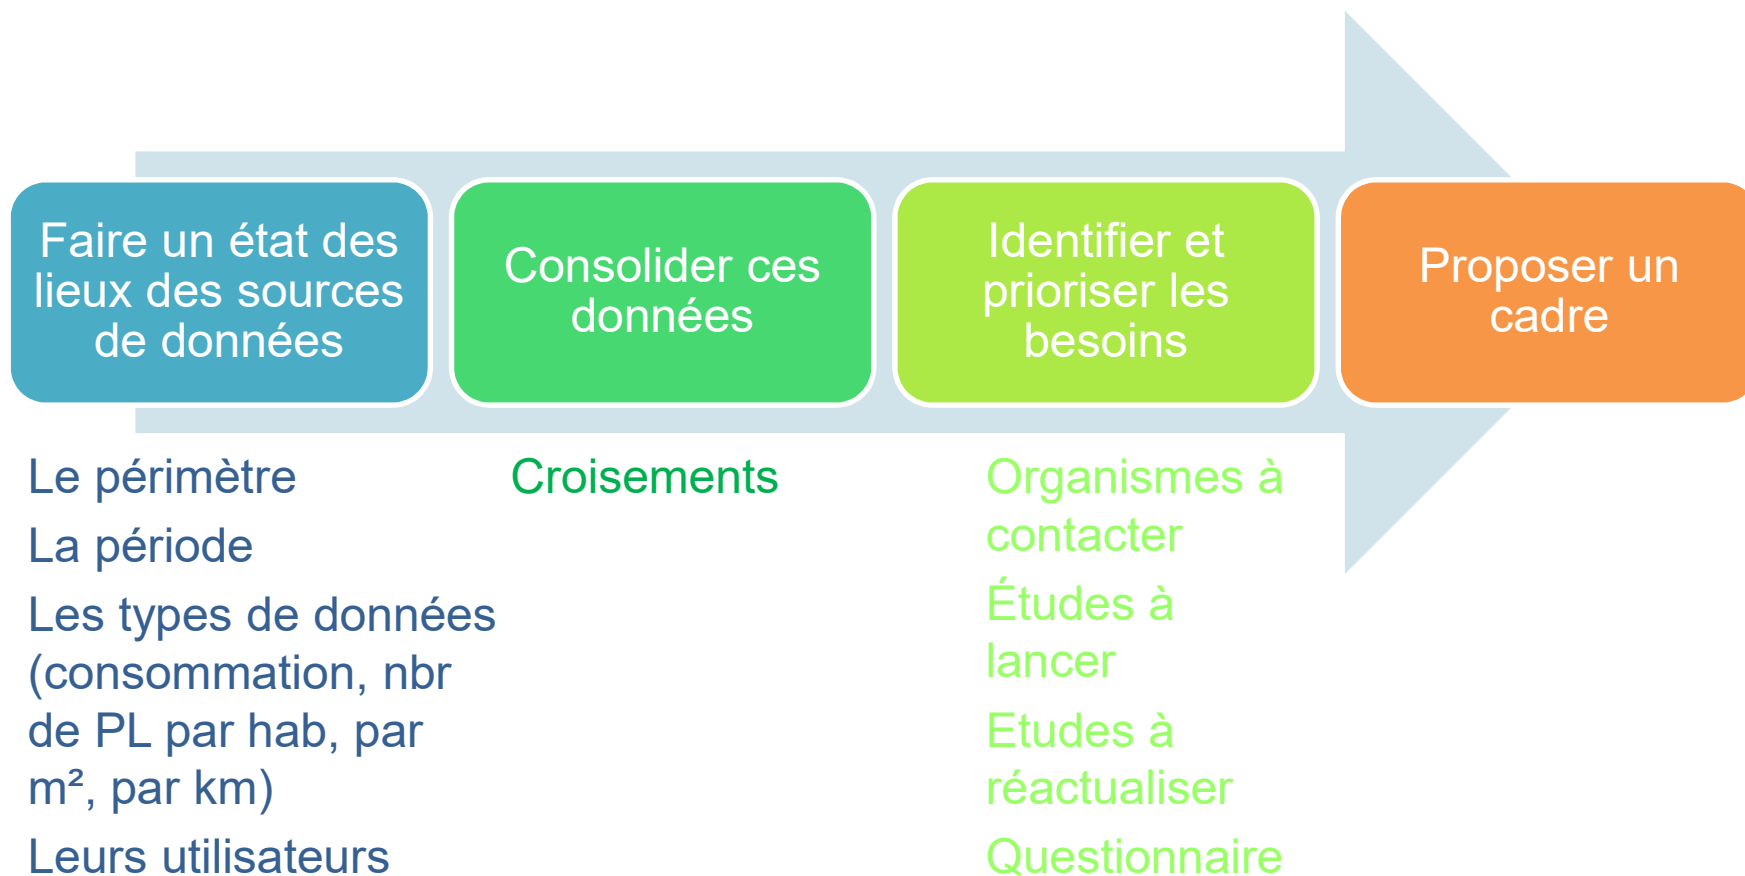 Faire un état des
lieux des sources
de données
Consolider ces
données
Identifier et
prioriser les
besoins
Proposer un
cadre
Le périmètre
La période
Les types de données
(consommation, nbr
de PL par hab, par
m², par km)
Leurs utilisateurs
Croisements
Organismes à
contacter
Études à
lancer
Etudes à
réactualiser
Questionnaire